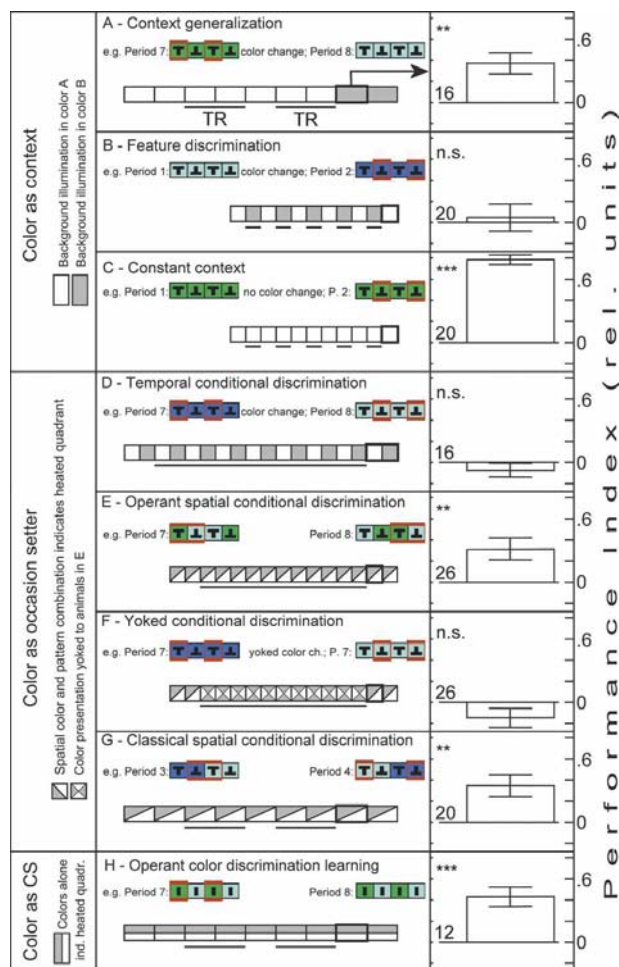 Color as context
Background illumination in color A
Background illumination in color B
A - Context generalization
e.g. Period 7: color change; Period 8:
TR TR
**
16
.6
0
B - Feature discrimination
e.g. Period 1: color change; Period 2:
n.s.
20
.6
0
C - Constant context
e.g. Period 1: no color change; P. 2:
***
20
.6
0
Color as occasion setter
Spatial color and pattern combination indicates heated quadrant
Color presentation yoked to animals in E
D - Temporal conditional discrimination
e.g. Period 7: color change; Period 8:
n.s.
16
.6
0
E - Operant spatial conditional discrimination
e.g. Period 7: Period 8:
**
26
.6
0
F - Yoked conditional discrimination
e.g. Period 7: yoked color ch.; P. 7:
n.s.
26
.6
0
G - Classical spatial conditional discrimination
e.g. Period 3: Period 4:
**
20
.6
0
Color as CS
Colors alone
ind. heated quadr.
H - Operant color discrimination learning
e.g. Period 7: Period 8:
***
12
.6
0
Performance Index (rel. units)